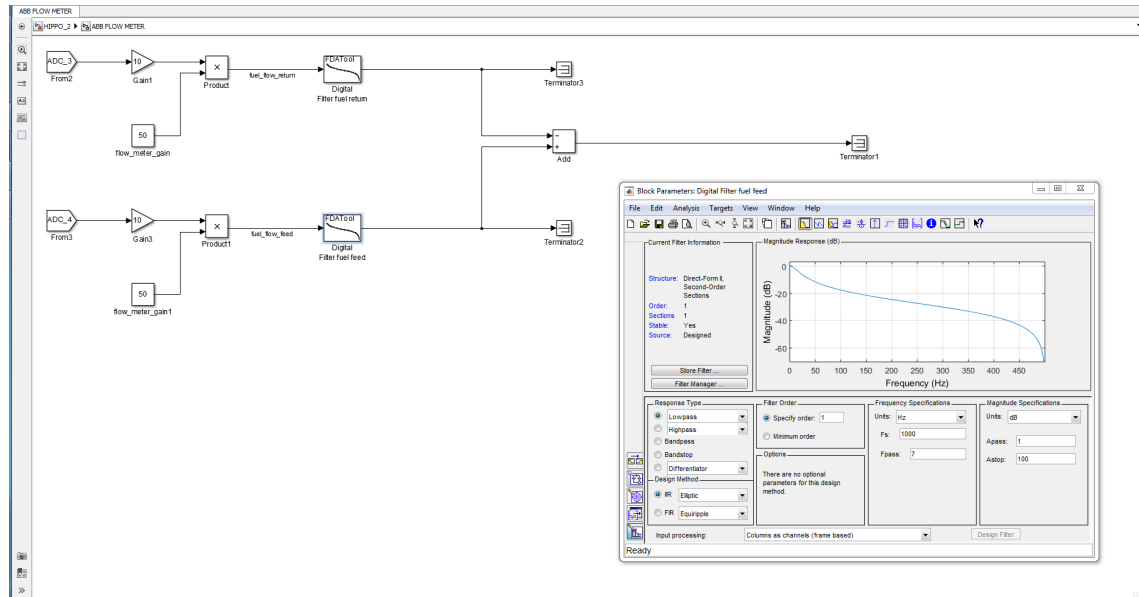 ABB FLOW METER
HIPPO_2 ABB FLOW METER
ADC_3
From2
10
Gain1
×
Product
fuel_flow_return
FDATool
Digital
Filter fuel return
Terminator3
50
flow_meter_gain
−
+
Add
Terminator1
ADC_4
From3
10
Gain3
×
Product1
fuel_flow_feed
FDATool
Digital
Filter fuel feed
Terminator2
50
flow_meter_gain1
Block Parameters: Digital Filter fuel feed
File Edit Analysis Targets View Window Help
Current Filter Information
Structure: Direct-Form II,
Second-Order
Sections
Order: 1
Sections 1
Stable: Yes
Source: Designed
Store Filter ...
Filter Manager ...
Magnitude Response (dB)
Magnitude (dB)
0
-20
-40
-60
0 50 100 150 200 250 300 350 400 450
Frequency (Hz)
Response Type
Lowpass
Highpass
Bandpass
Bandstop
Differentiator
Design Method
IIR Elliptic
FIR Equiripple
Filter Order
Specify order: 1
Minimum order
Options
There are no optional
parameters for this design
method.
Frequency Specifications
Units: Hz
Fs: 1000
Fpass: 7
Magnitude Specifications
Units: dB
Apass: 1
Astop: 100
Input processing: Columns as channels (frame based)
Design Filter
Ready